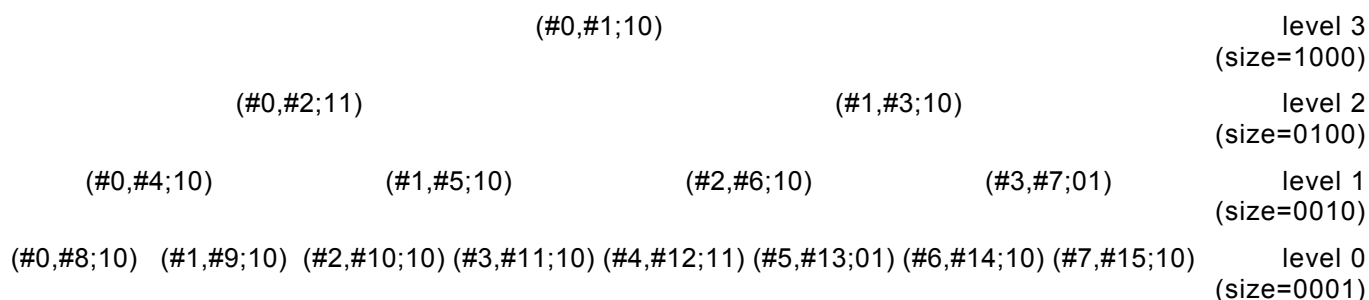 (#0,#1;10) level 3
(size=1000)
(#0,#2;11) (#1,#3;10) level 2
(size=0100)
(#0,#4;10) (#1,#5;10) (#2,#6;10) (#3,#7;01) level 1
(size=0010)
(#0,#8;10) (#1,#9;10) (#2,#10;10) (#3,#11;10) (#4,#12;11) (#5,#13;01) (#6,#14;10) (#7,#15;10) level 0
(size=0001)